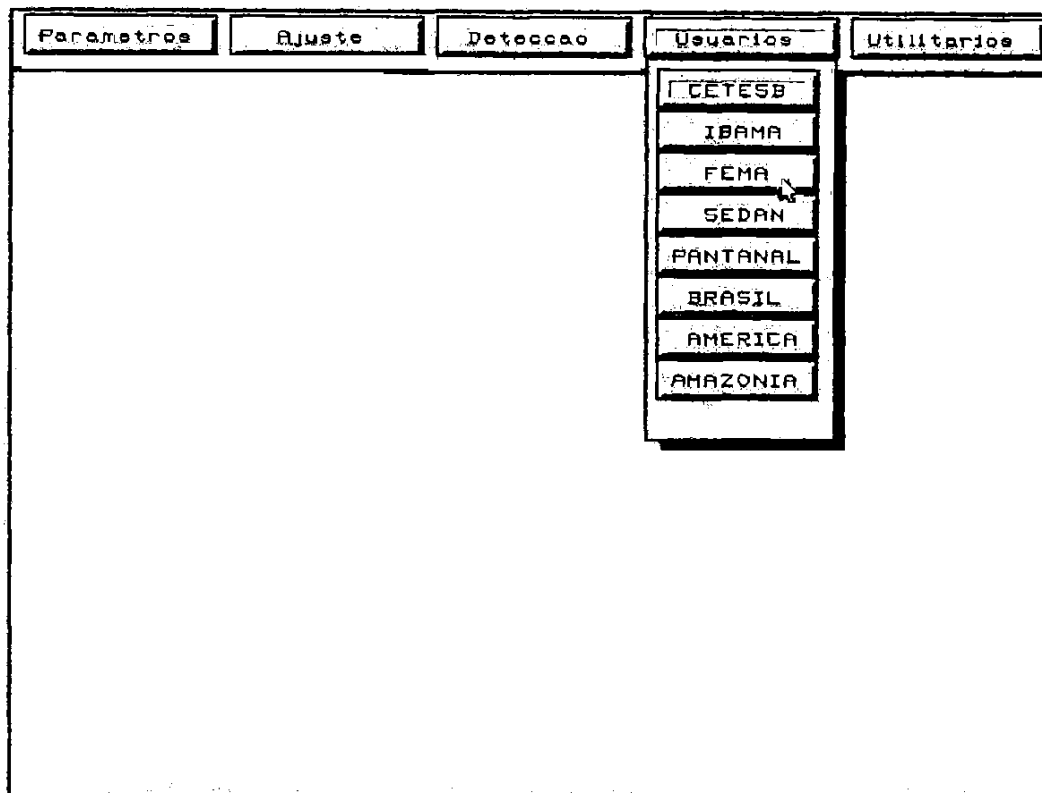 Parametros Ajuste Deteccao Usuarios Utilitarios
CETESB
IBAMA
FEMA
SEDAN
PANTANAL
BRASIL
AMERICA
AMAZONIA